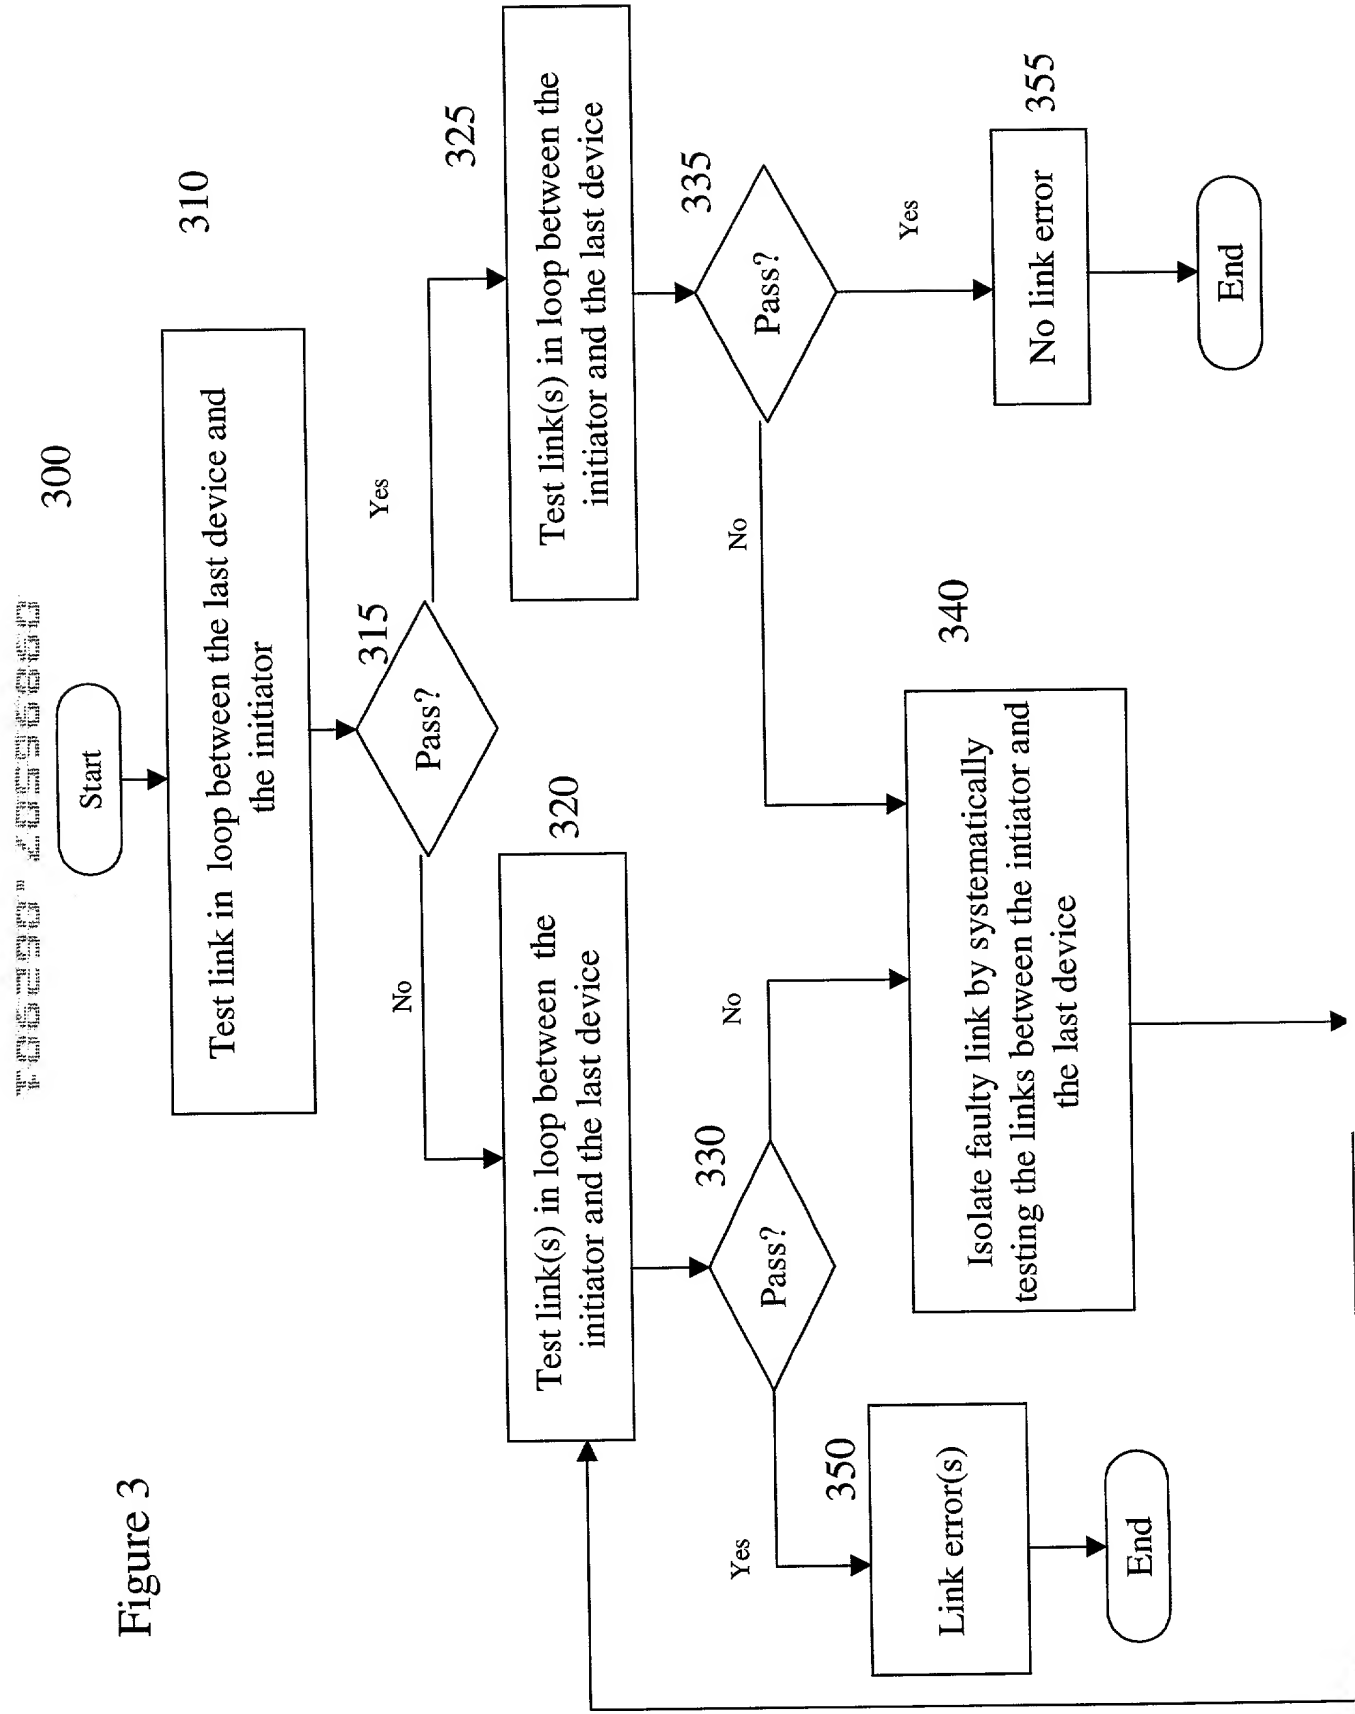 Figure 3
300
Start
310
Test link in loop between the last device and
the initiator
315
Pass?
No
Yes
320
Test link(s) in loop between the
initiator and the last device
325
Test link(s) in loop between the
initiator and the last device
330
Pass?
Yes
No
335
Pass?
No
Yes
350
Link error(s)
End
340
Isolate faulty link by systematically
testing the links between the intiator and
the last device
355
No link error
End